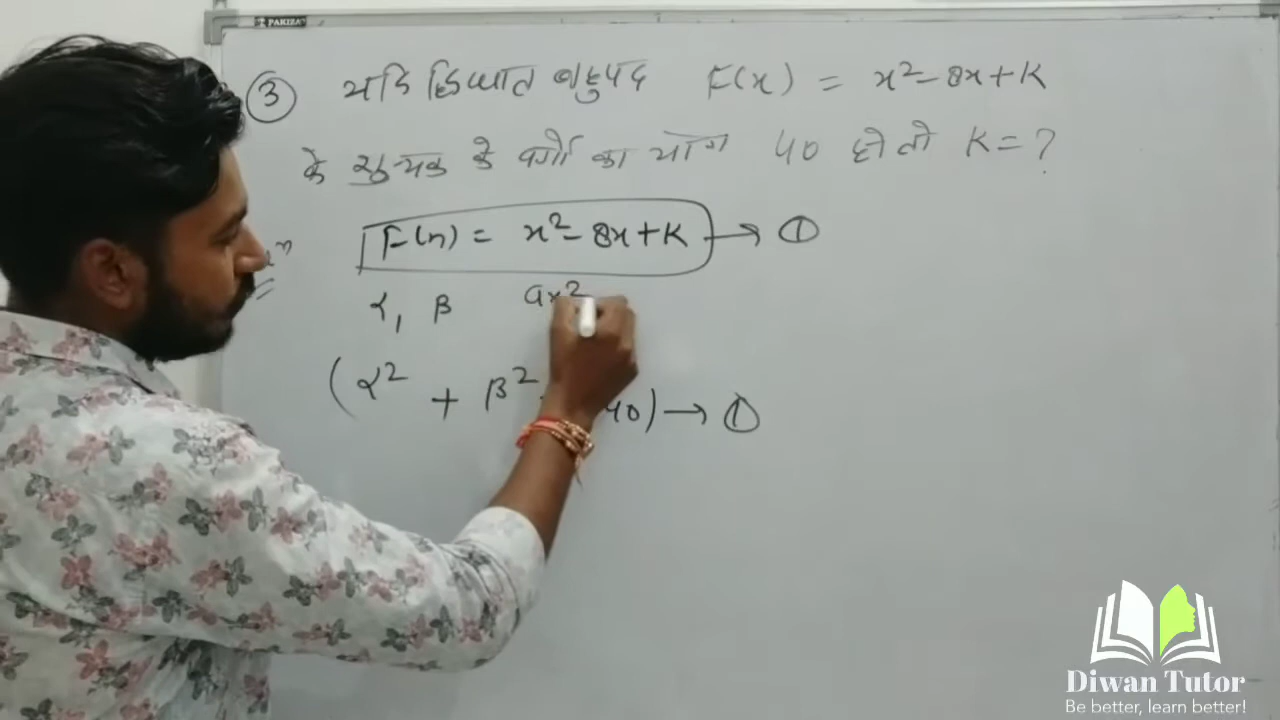 PAKIZA
③ यदि द्विघात बहुपद F(x) = x²-8x+K
के शुन्यक के वर्गो का योग 40 हो तो K=?
F(n) = x²-8x+K → ①
α, β ax²
(α² + β² 40) → ①
Diwan Tutor
Be better, learn better!